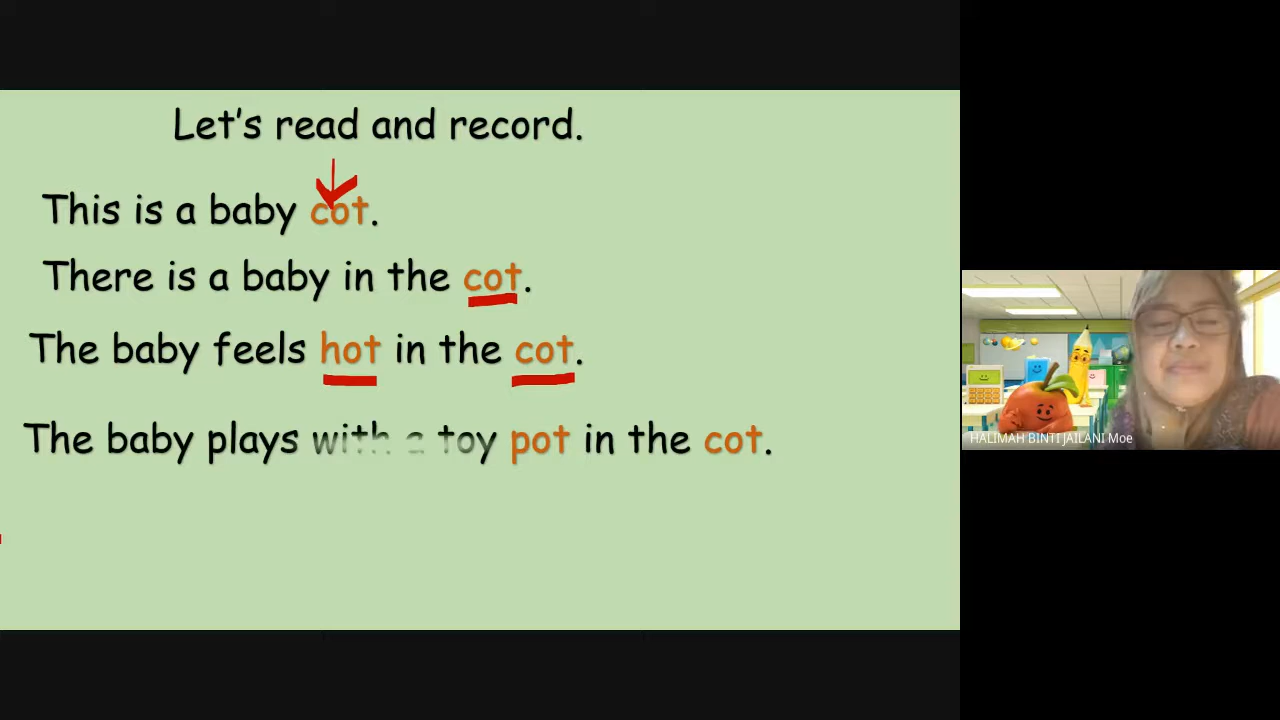 Let's read and record.
This is a baby cot.
There is a baby in the cot.
The baby feels hot in the cot.
The baby plays with a toy pot in the cot.
HALIMAH BINTI JAILANI Moe